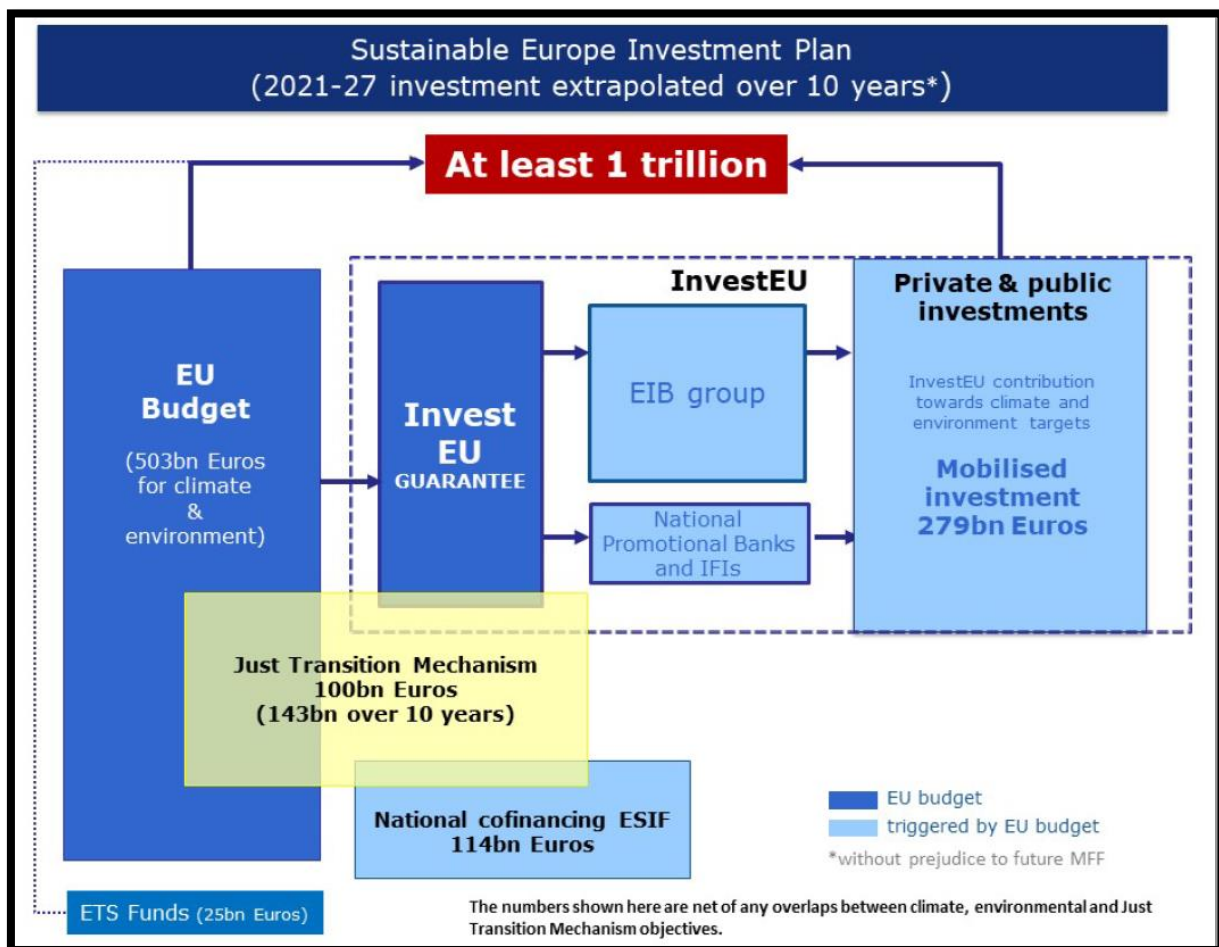 Sustainable Europe Investment Plan
(2021-27 investment extrapolated over 10 years*)
At least 1 trillion
EU
Budget
(503bn Euros
for climate
&
environment)
Invest
EU
GUARANTEE
InvestEU
EIB group
National
Promotional Banks
and IFIs
Private & public
investments
InvestEU contribution
towards climate and
environment targets
Mobilised
investment
279bn Euros
Just Transition Mechanism
100bn Euros
(143bn over 10 years)
National cofinancing ESIF
114bn Euros
EU budget
triggered by EU budget
*without prejudice to future MFF
ETS Funds (25bn Euros)
The numbers shown here are net of any overlaps between climate, environmental and Just
Transition Mechanism objectives.